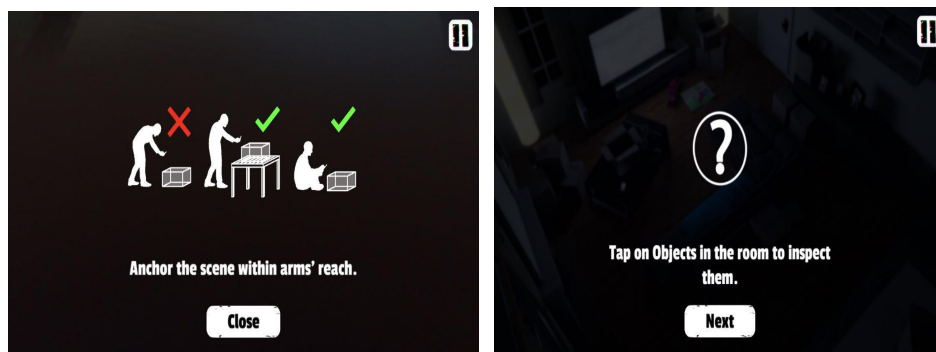 Anchor the scene within arms' reach.
Close
Tap on Objects in the room to inspect
them.
Next